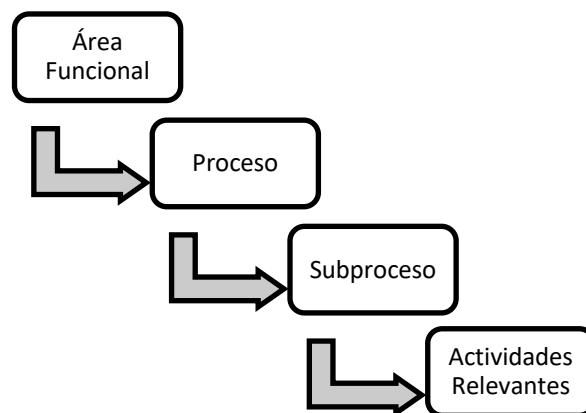 Área
Funcional
Proceso
Subproceso
Actividades
Relevantes